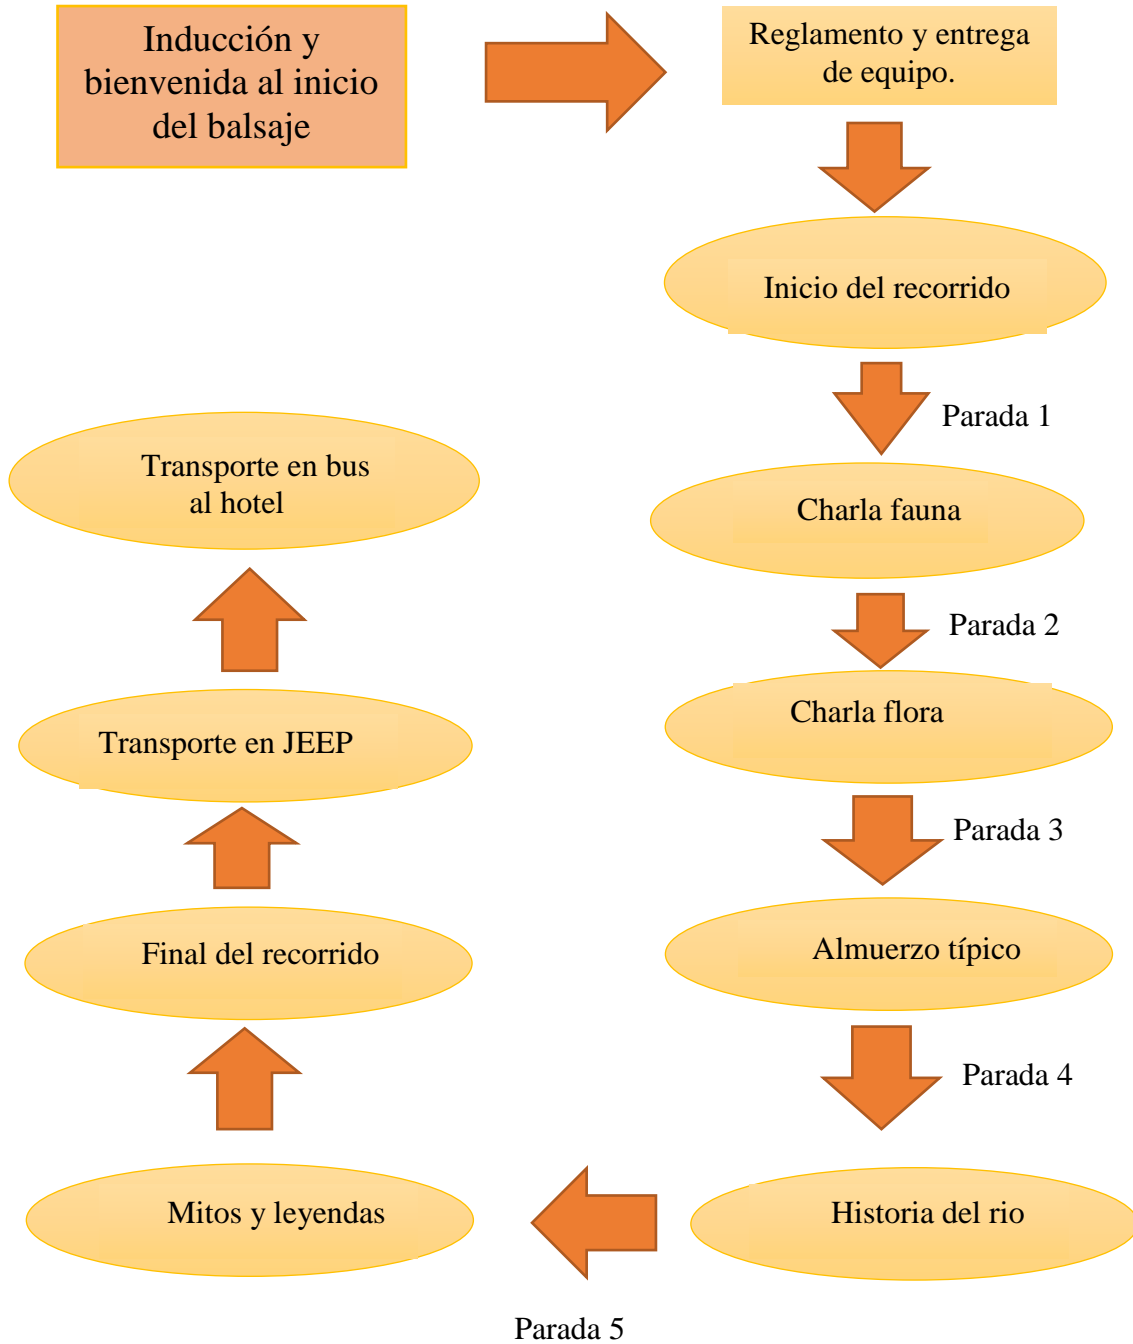 Inducción y
bienvenida al inicio
del balsaje
Reglamento y entrega
de equipo.
Inicio del recorrido
Parada 1
Charla fauna
Parada 2
Charla flora
Parada 3
Almuerzo típico
Parada 4
Historia del rio
Parada 5
Mitos y leyendas
Final del recorrido
Transporte en JEEP
Transporte en bus
al hotel